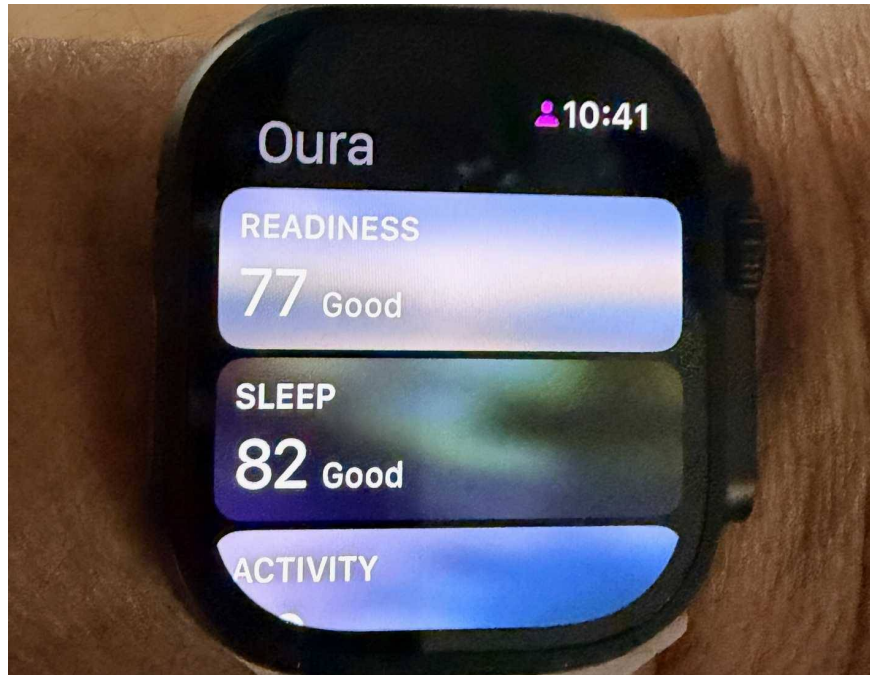 10:41
Oura
READINESS
77 Good
SLEEP
82 Good
ACTIVITY